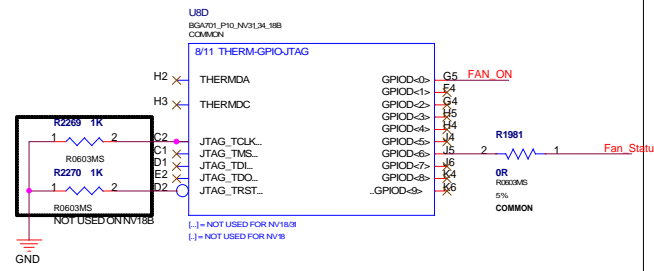 U8D
BGA701_P10_NV31_34_18B
COMMON
8/11 THERM-GPIO-JTAG
H2 THERMDA
H3 THERMDC
C2 JTAG_TCLK...
C1 JTAG_TMS...
D1 JTAG_TDI...
E2 JTAG_TDO...
D2 JTAG_TRST...
GPIOD<0> G5 FAN_ON
GPIOD<1> F4
GPIOD<2> G4
GPIOD<3> H5
GPIOD<4> H4
GPIOD<5> J4
GPIOD<6> J5
GPIOD<7> J6
GPIOD<8> K4
..GPIOD<9> K6
R2269 1K
1 2
R0603MS
R2270 1K
1 2
R0603MS
NOT USED ON NV18B
GND
R1981
2 1
Fan_Statu
0R
R0603MS
5%
COMMON
[...] = NOT USED FOR NV18/31
[..] = NOT USED FOR NV18